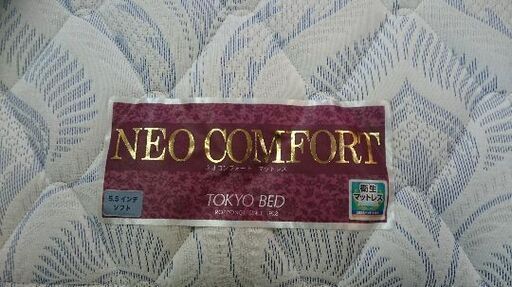 NEO COMFORT
ネオコンフォート マットレス
TOKYO BED
5.5インチ
ソフト
衛生
マットレス